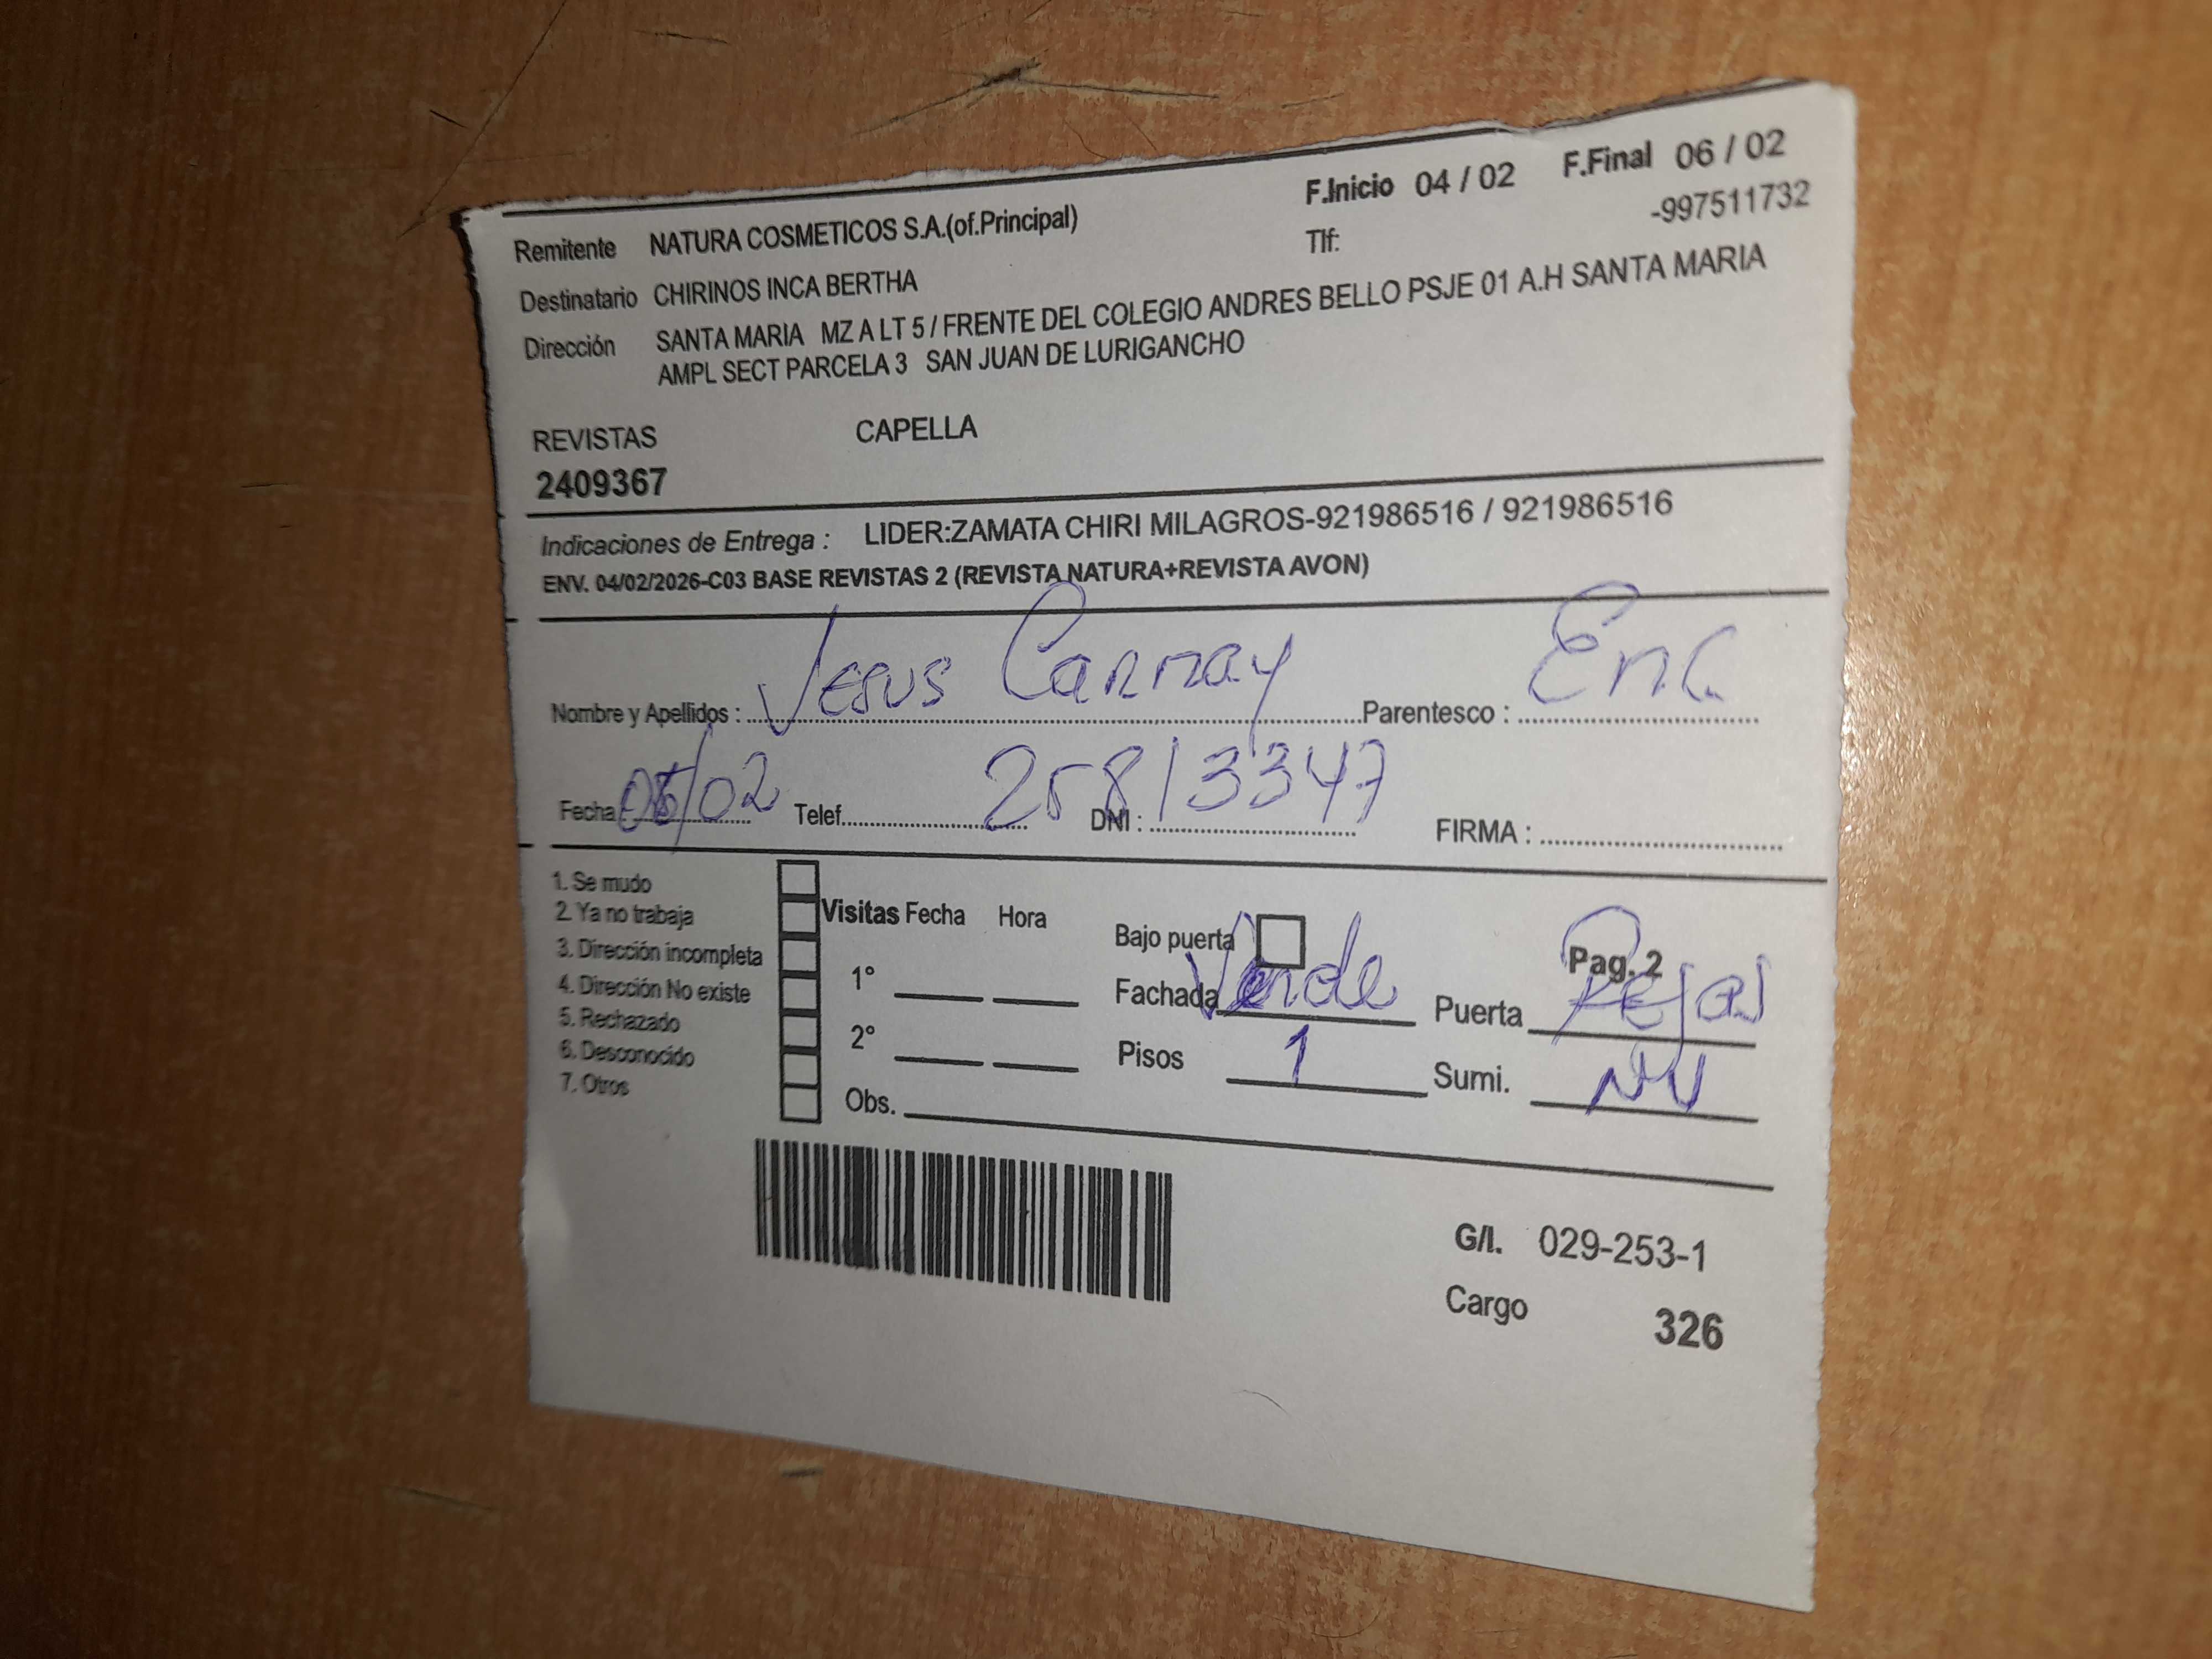 F.Inicio 04 / 02 F.Final 06 / 02
Remitente NATURA COSMETICOS S.A.(of.Principal) Tlf: -997511732
Destinatario CHIRINOS INCA BERTHA
Dirección SANTA MARIA MZ A LT 5 / FRENTE DEL COLEGIO ANDRES BELLO PSJE 01 A.H SANTA MARIA
AMPL SECT PARCELA 3 SAN JUAN DE LURIGANCHO
REVISTAS CAPELLA
2409367
Indicaciones de Entrega : LIDER:ZAMATA CHIRI MILAGROS-921986516 / 921986516
ENV. 04/02/2026-C03 BASE REVISTAS 2 (REVISTA NATURA+REVISTA AVON)
Nombre y Apellidos : Jesus Parentesco : Enc.
Fecha : /02 Telef. DNI : 25813347 FIRMA :
1. Se mudo
2. Ya no trabaja
3. Dirección incompleta
4. Dirección No existe
5. Rechazado
6. Desconocido
7. Otros
Visitas Fecha Hora
1°
2°
Obs.
Bajo puerta Pag. 2
Fachada Verde Puerta Rejas
Pisos 1 Sumi. NV
G/I. 029-253-1
Cargo 326